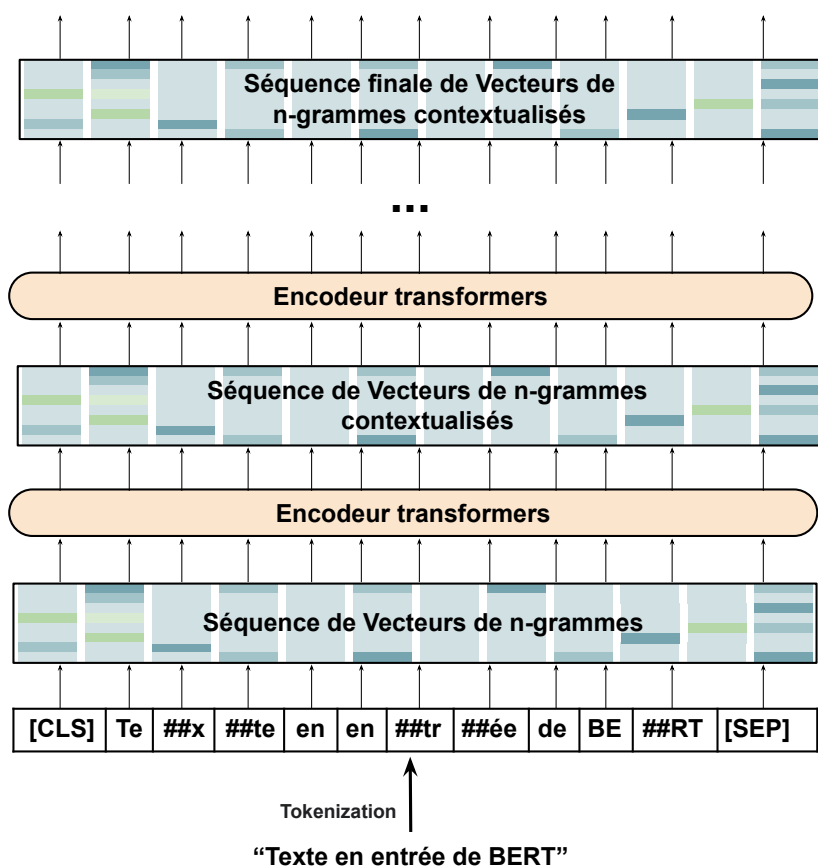 Séquence finale de Vecteurs de
n-grammes contextualisés
...
Encodeur transformers
Séquence de Vecteurs de n-grammes
contextualisés
Encodeur transformers
Séquence de Vecteurs de n-grammes
[CLS] Te ##x ##te en en ##tr ##ée de BE ##RT [SEP]
Tokenization
“Texte en entrée de BERT”